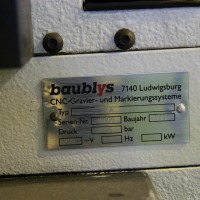 baublys 7140 Ludwigsburg
CNC-Gravier- und Markierungssysteme
Typ
Serien-Nr. Baujahr
Druck bar
~V Hz kW